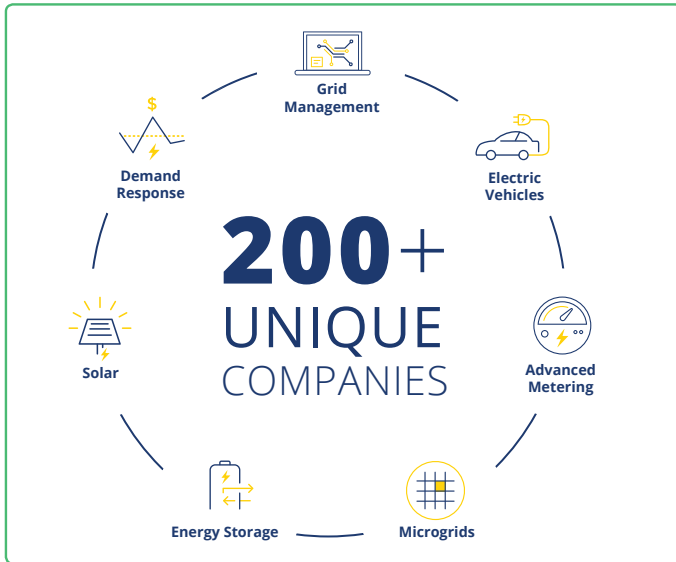 Grid
Management
$
Demand
Response
Electric
Vehicles
200+
UNIQUE
COMPANIES
Solar
Advanced
Metering
Energy Storage
Microgrids